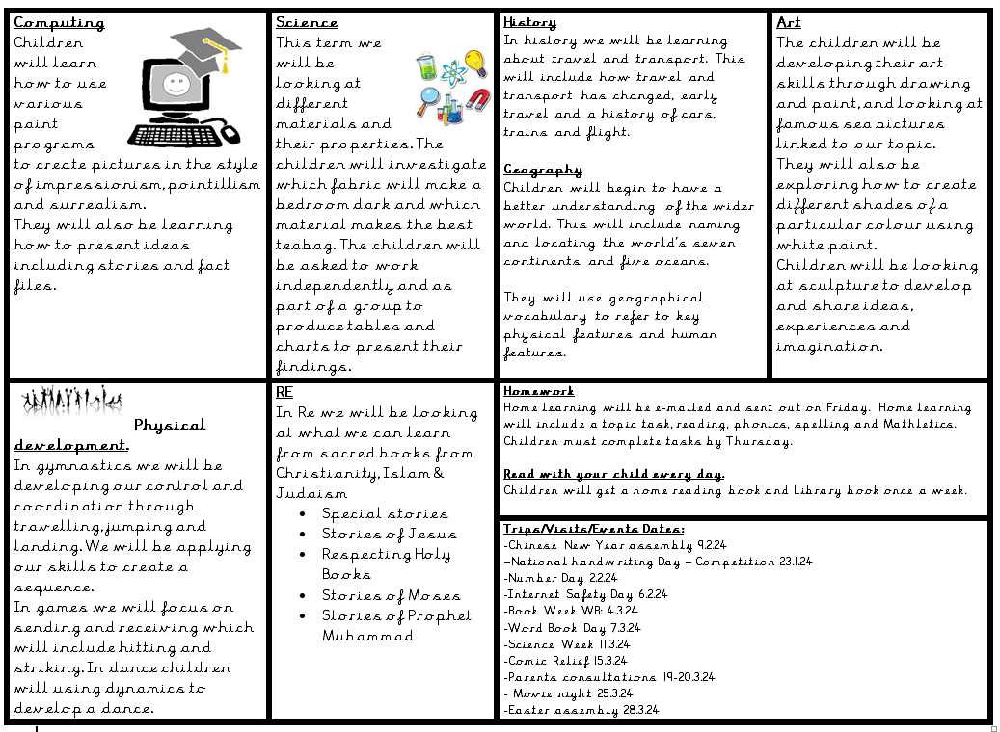 Computing
Children
will learn
how to use
various
paint
programs
to create pictures in the style
of impressionism, pointillism
and surrealism.
They will also be learning
how to present ideas
including stories and fact
files.
Science
This term we
will be
looking at
different
materials and
their properties. The
children will investigate
which fabric will make a
bedroom dark and which
material makes the best
teabag. The children will
be asked to work
independently and as
part of a group to
produce tables and
charts to present their
findings.
History
In history we will be learning
about travel and transport. This
will include how travel and
transport has changed, early
travel and a history of cars,
trains and flight.
Geography
Children will begin to have a
better understanding of the wider
world. This will include naming
and locating the world's seven
continents and five oceans.
They will use geographical
vocabulary to refer to key
physical features and human
features.
Art
The children will be
developing their art
skills through drawing
and paint, and looking at
famous sea pictures
linked to our topic.
They will also be
exploring how to create
different shades of a
particular colour using
white paint.
Children will be looking
at sculpture to develop
and share ideas,
experiences and
imagination.
Physical
development.
In gymnastics we will be
developing our control and
coordination through
travelling, jumping and
landing. We will be applying
our skills to create a
sequence.
In games we will focus on
sending and receiving which
will include hitting and
striking. In dance children
will using dynamics to
develop a dance.
RE
In Re we will be looking
at what we can learn
from sacred books from
Christianity, Islam &
Judaism
• Special stories
• Stories of Jesus
• Respecting Holy
Books
• Stories of Moses
• Stories of Prophet
Muhammad
Homework
Home learning will be e-mailed and sent out on Friday. Home learning
will include a topic task, reading, phonics, spelling and Mathletics.
Children must complete tasks by Thursday.
Read with your child every day.
Children will get a home reading book and Library book once a week.
Trips/Visits/Events Dates:
-Chinese New Year assembly 9.2.24
–National handwriting Day – Competition 23.1.24
-Number Day 2.2.24
-Internet Safety Day 6.2.24
-Book Week WB: 4.3.24
-Word Book Day 7.3.24
-Science Week 11.3.24
-Comic Relief 15.3.24
-Parents consultations 19-20.3.24
- Movie night 25.3.24
-Easter assembly 28.3.24